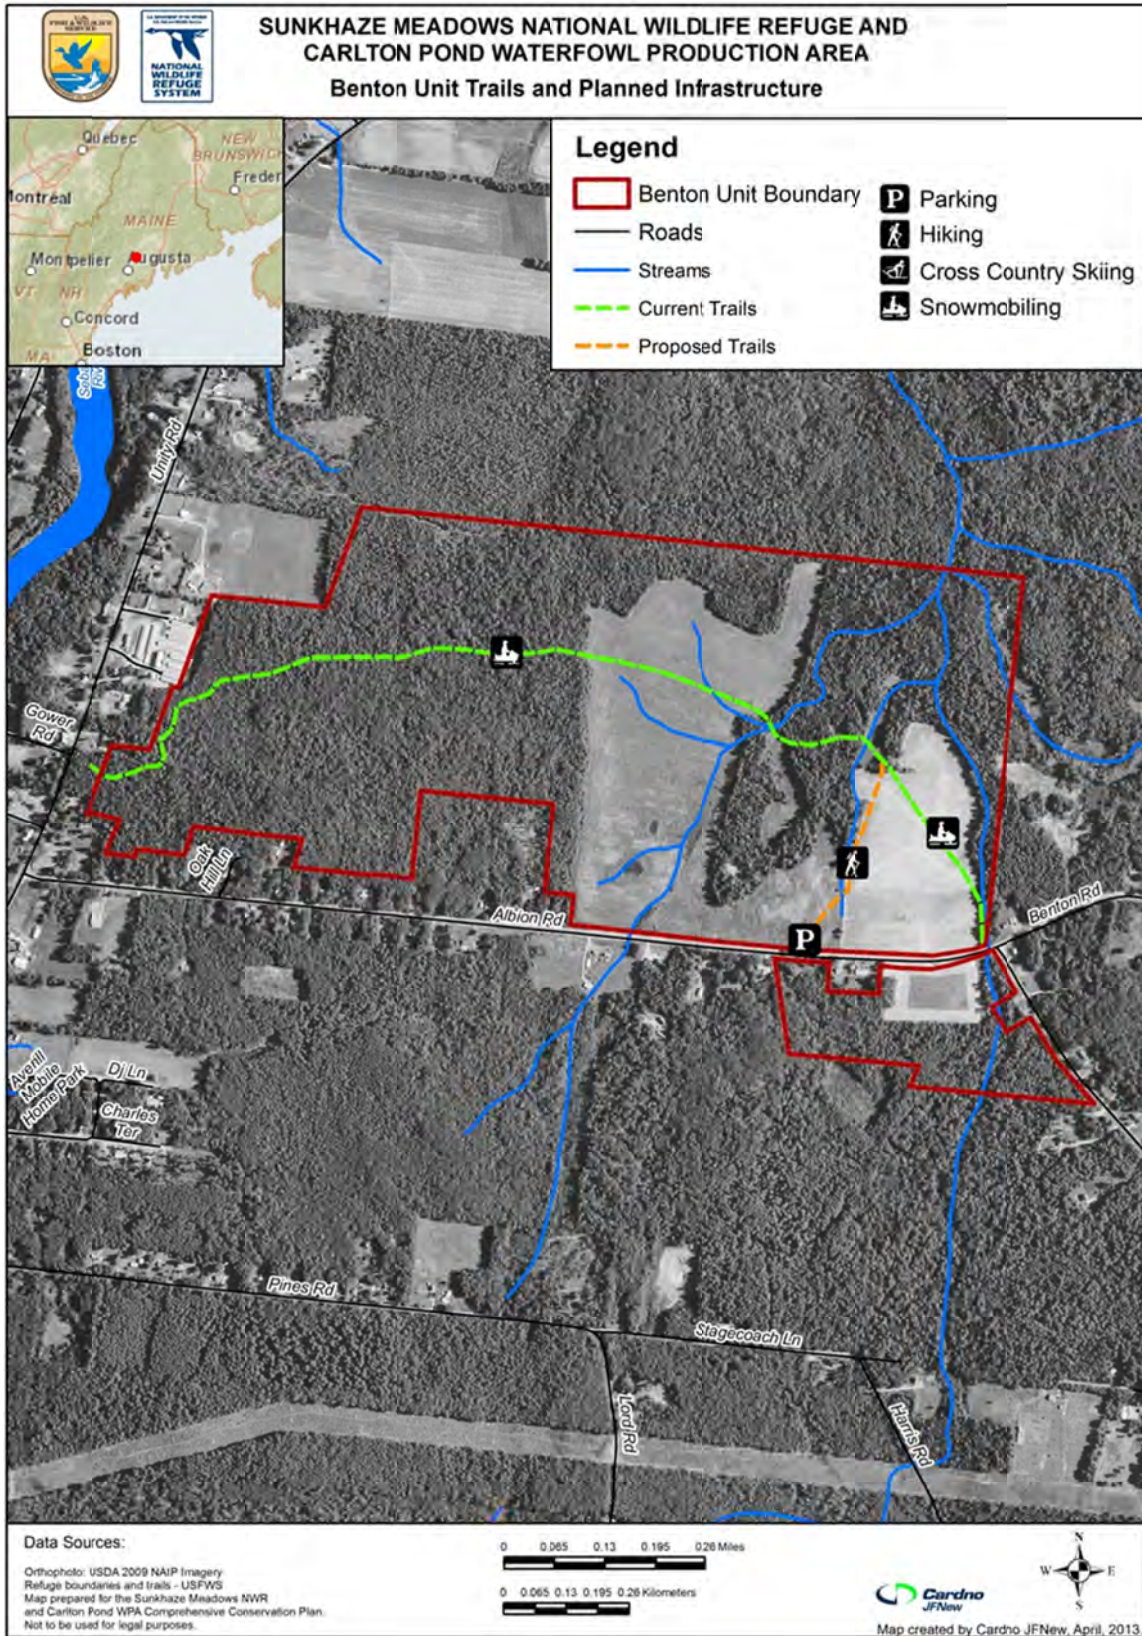 U.S.
FISH & WILDLIFE
SERVICE
NATIONAL
WILDLIFE
REFUGE
SYSTEM
SUNKHAZE MEADOWS NATIONAL WILDLIFE REFUGE AND
CARLTON POND WATERFOWL PRODUCTION AREA
Benton Unit Trails and Planned Infrastructure
Quebec
NEW
BRUNSWICK
Montréal
Freder
MAINE
Montpelier
Augusta
VT
NH
Concord
MA
Boston
Legend
Benton Unit Boundary
Roads
Streams
Current Trails
Proposed Trails
P Parking
Hiking
Cross Country Skiing
Snowmobiling
Unity Rd
Gower
Rd
Oak
Hill Ln
Albion Rd
P
Benton Rd
Averill
Mobile
Home Park
Dj Ln
Charles
Ter
Pines Rd
Stagecoach Ln
Lord Rd
Harris Rd
Data Sources:
Orthophoto: USDA 2009 NAIP Imagery
Refuge boundaries and trails - USFWS
Map prepared for the Sunkhaze Meadows NWR
and Carlton Pond WPA Comprehensive Conservation Plan.
Not to be used for legal purposes.
0 0.065 0.13 0.195 0.26 Miles
0 0.065 0.13 0.195 0.26 Kilometers
Cardno
JFNew
N
W
E
S
Map created by Cardno JFNew, April, 2013